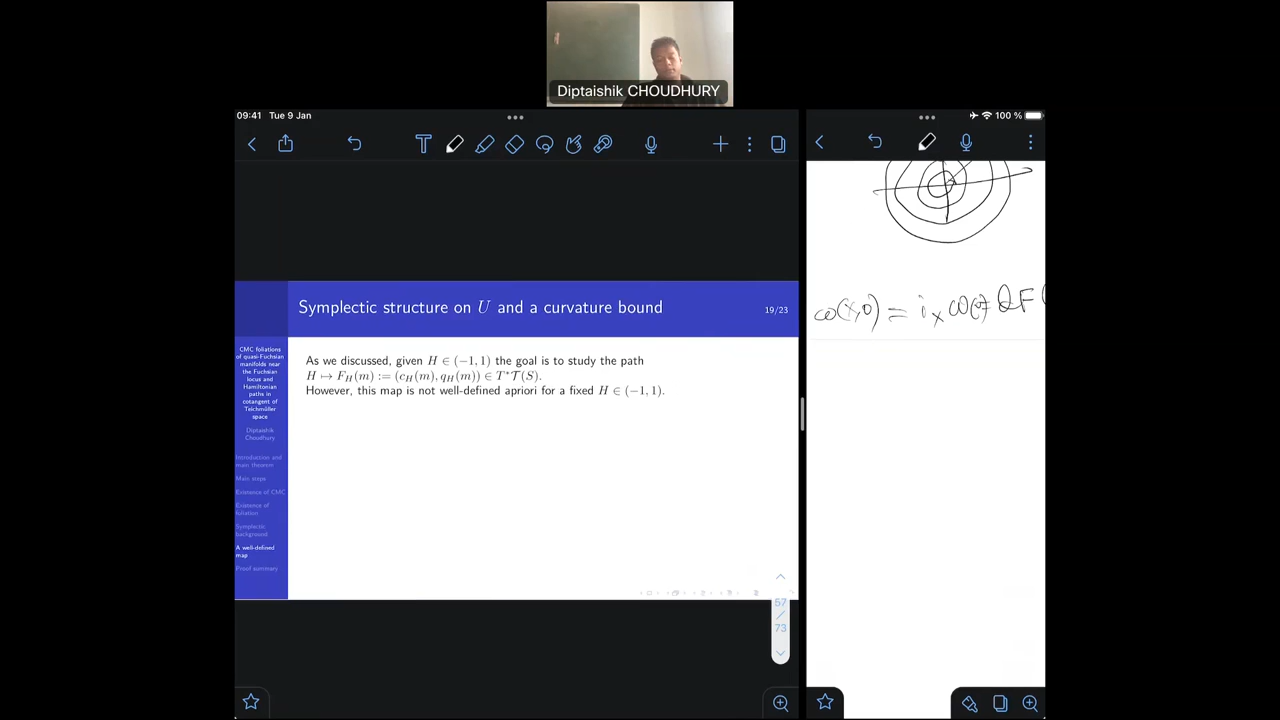 Diptaishik CHOUDHURY
09:41 Tue 9 Jan
100 %
Symplectic structure on U and a curvature bound
19/23
CMC foliations
of quasi-Fuchsian
manifolds near
the Fuchsian
locus and
Hamiltonian
paths in
cotangent of
Teichmüller
space
Diptaishik
Choudhury
Introduction and
main theorem
Main steps
Existence of CMC
Existence of
foliation
Symplectic
background
A well-defined
map
Proof summary
As we discussed, given H ∈ (−1, 1) the goal is to study the path
H ↦ F_H(m) := (c_H(m), q_H(m)) ∈ T*𝒯(S).
However, this map is not well-defined apriori for a fixed H ∈ (−1, 1).
57
/
73